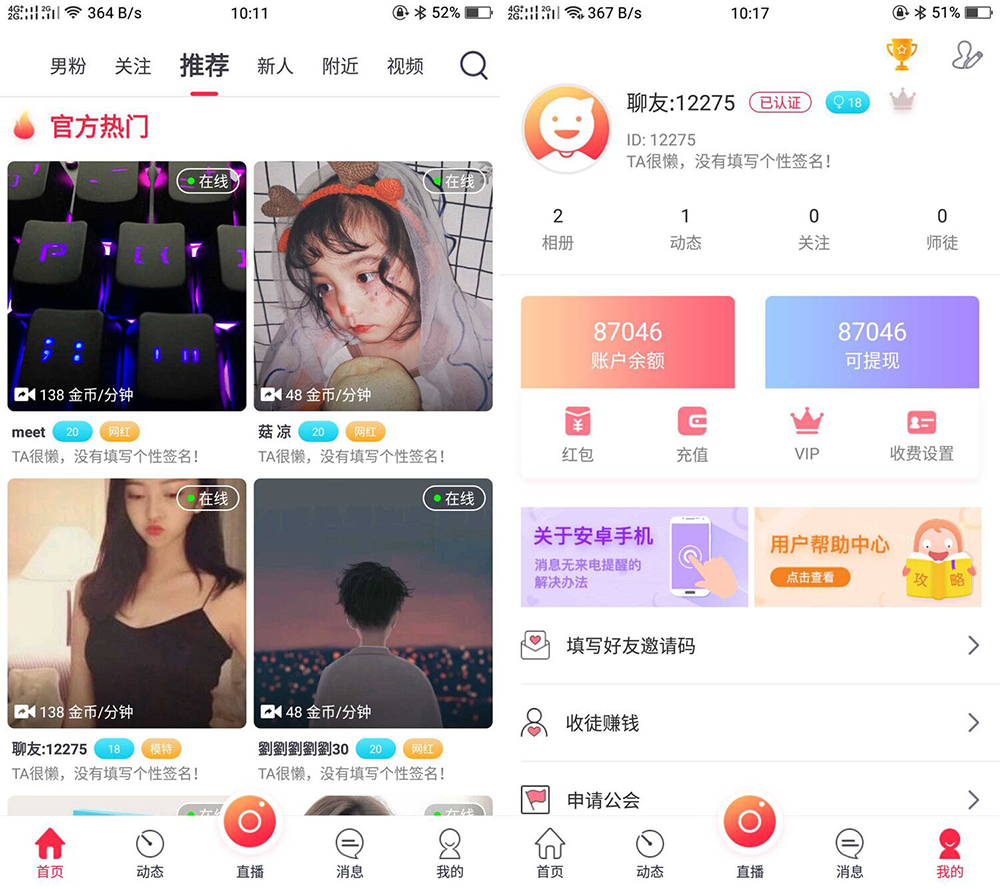 4G 2G 2G 364 B/s 10:11 52%
男粉 关注 推荐 新人 附近 视频
官方热门
在线 在线
138 金币/分钟 48 金币/分钟
meet 20 网红 菇 凉 20 网红
TA很懒，没有填写个性签名！ TA很懒，没有填写个性签名！
在线 在线
138 金币/分钟 48 金币/分钟
聊友:12275 18 模特 劉劉劉劉劉30 20 网红
TA很懒，没有填写个性签名！ TA很懒，没有填写个性签名！
首页 动态 直播 消息 我的
4G 2G 2G 367 B/s 10:17 51%
聊友:12275 已认证 18
ID: 12275
TA很懒，没有填写个性签名！
2 1 0 0
相册 动态 关注 师徒
87046 87046
账户余额 可提现
红包 充值 VIP 收费设置
关于安卓手机
消息无来电提醒的
解决办法
用户帮助中心
点击查看
攻 略
填写好友邀请码
收徒赚钱
申请公会
首页 动态 直播 消息 我的